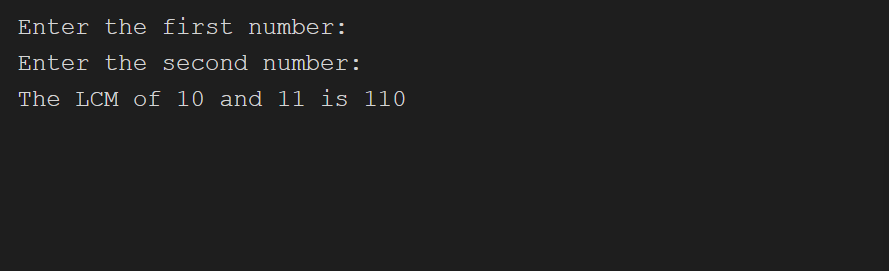 Enter the first number:
Enter the second number:
The LCM of 10 and 11 is 110